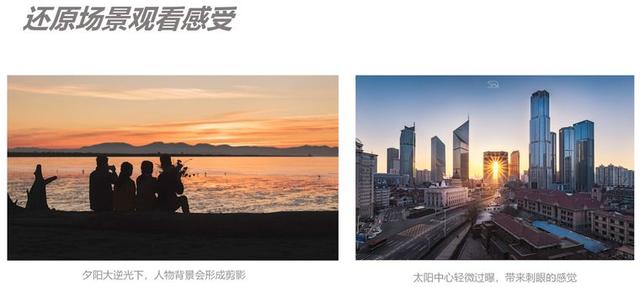 还原场景观看感受
夕阳大逆光下，人物背景会形成剪影
太阳中心轻微过曝，带来刺眼的感觉